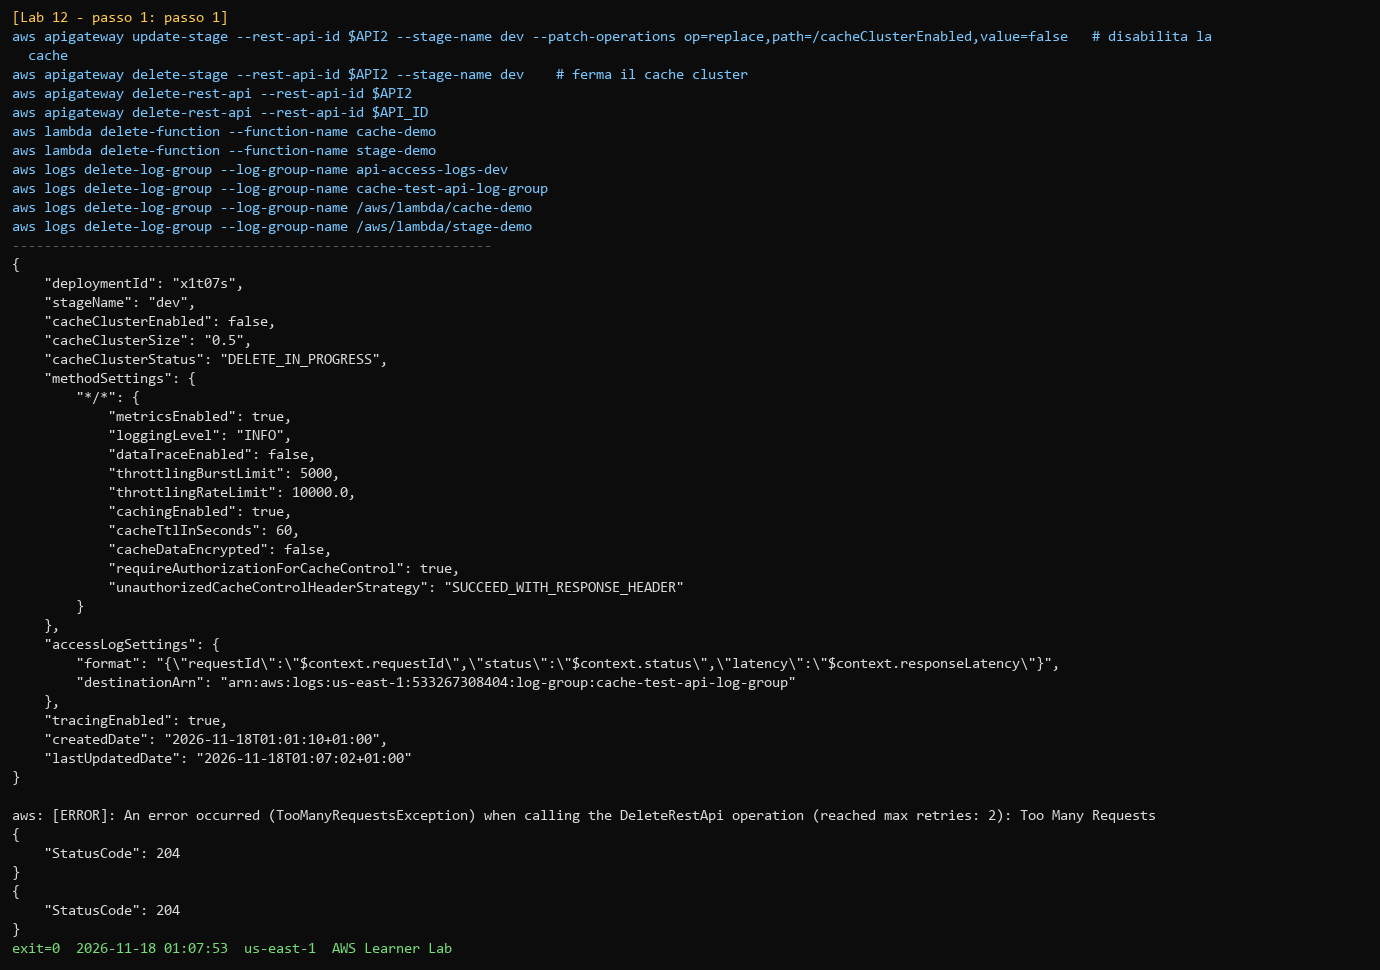 [Lab 12 - passo 1: passo 1]
aws apigateway update-stage --rest-api-id $API2 --stage-name dev --patch-operations op=replace,path=/cacheClusterEnabled,value=false   # disabilita la
  cache
aws apigateway delete-stage --rest-api-id $API2 --stage-name dev    # ferma il cache cluster
aws apigateway delete-rest-api --rest-api-id $API2
aws apigateway delete-rest-api --rest-api-id $API_ID
aws lambda delete-function --function-name cache-demo
aws lambda delete-function --function-name stage-demo
aws logs delete-log-group --log-group-name api-access-logs-dev
aws logs delete-log-group --log-group-name cache-test-api-log-group
aws logs delete-log-group --log-group-name /aws/lambda/cache-demo
aws logs delete-log-group --log-group-name /aws/lambda/stage-demo
------------------------------------------------------------
{
    "deploymentId": "x1t07s",
    "stageName": "dev",
    "cacheClusterEnabled": false,
    "cacheClusterSize": "0.5",
    "cacheClusterStatus": "DELETE_IN_PROGRESS",
    "methodSettings": {
        "*/*": {
            "metricsEnabled": true,
            "loggingLevel": "INFO",
            "dataTraceEnabled": false,
            "throttlingBurstLimit": 5000,
            "throttlingRateLimit": 10000.0,
            "cachingEnabled": true,
            "cacheTtlInSeconds": 60,
            "cacheDataEncrypted": false,
            "requireAuthorizationForCacheControl": true,
            "unauthorizedCacheControlHeaderStrategy": "SUCCEED_WITH_RESPONSE_HEADER"
        }
    },
    "accessLogSettings": {
        "format": "{\"requestId\":\"$context.requestId\",\"status\":\"$context.status\",\"latency\":\"$context.responseLatency\"}",
        "destinationArn": "arn:aws:logs:us-east-1:533267308404:log-group:cache-test-api-log-group"
    },
    "tracingEnabled": true,
    "createdDate": "2026-11-18T01:01:10+01:00",
    "lastUpdatedDate": "2026-11-18T01:07:02+01:00"
}

aws: [ERROR]: An error occurred (TooManyRequestsException) when calling the DeleteRestApi operation (reached max retries: 2): Too Many Requests
{
    "StatusCode": 204
}
{
    "StatusCode": 204
}
exit=0  2026-11-18 01:07:53  us-east-1  AWS Learner Lab